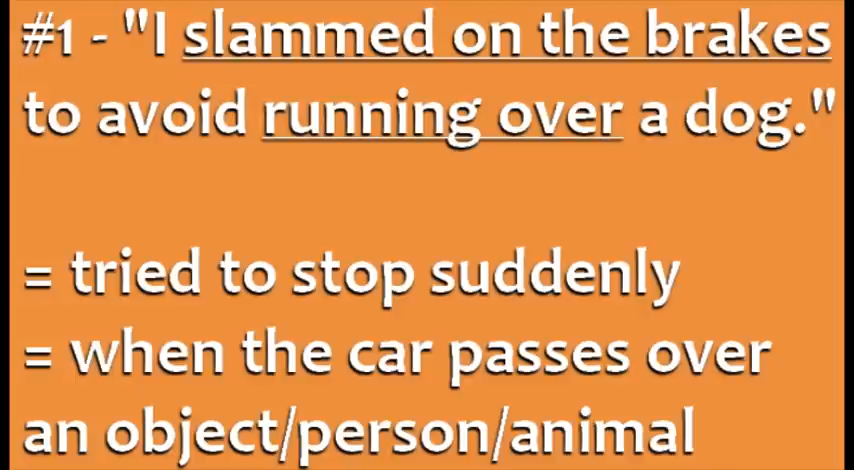 #1 - "I slammed on the brakes
to avoid running over a dog."
= tried to stop suddenly
= when the car passes over
an object/person/animal